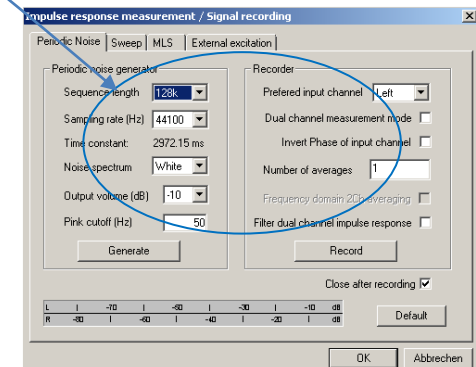 Impulse response measurement / Signal recording
Periodic Noise Sweep MLS External excitation
Periodic noise generator
Sequence length 128k
Sampling rate (Hz) 44100
Time constant: 2972.15 ms
Noise spectrum White
Output volume (dB) -10
Pink cutoff (Hz) 50
Generate
Recorder
Prefered input channel Left
Dual channel measurement mode
Invert Phase of input channel
Number of averages 1
Frequency domain 2Ch averaging
Filter dual channel impulse response
Record
Close after recording
L | -70 | -50 | -30 | -10 dB
R -80 | -60 | -40 | -20 | dB
Default
OK Abbrechen